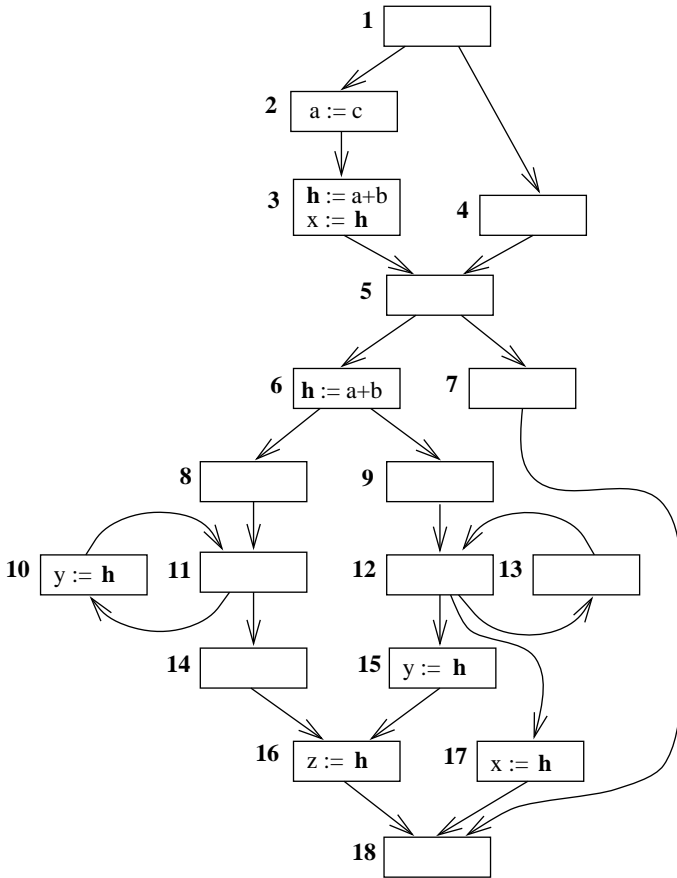 1
2
a := c
3
h := a+b
x := h
4
5
6
h := a+b
7
8
9
10
y := h
11
12
13
14
15
y := h
16
z := h
17
x := h
18